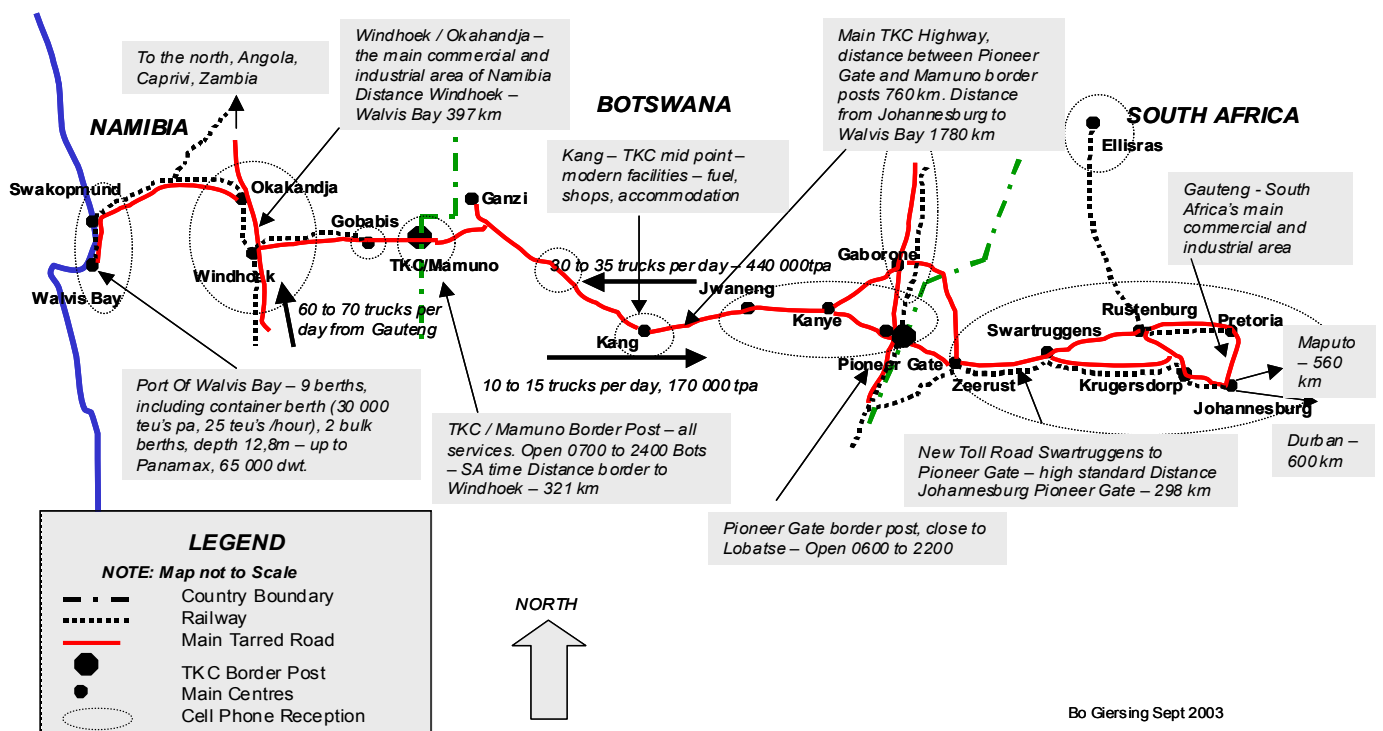 To the north, Angola,
Caprivi, Zambia
Windhoek / Okahandja –
the main commercial and
industrial area of Namibia
Distance Windhoek –
Walvis Bay 397 km
Main TKC Highway,
distance between Pioneer
Gate and Mamuno border
posts 760 km. Distance
from Johannesburg to
Walvis Bay 1780 km
NAMIBIA
BOTSWANA
SOUTH AFRICA
Kang – TKC mid point –
modern facilities – fuel,
shops, accommodation
Ellisras
Gauteng - South
Africa's main
commercial and
industrial area
Swakopmund
Okakandja
Ganzi
Gobabis
Windhoek
TKC/Mamuno
Walvis Bay
30 to 35 trucks per day – 440 000tpa
Gaborone
Jwaneng
Kanye
60 to 70 trucks per
day from Gauteng
Kang
10 to 15 trucks per day, 170 000 tpa
Pioneer Gate
Swartruggens
Rustenburg
Pretoria
Zeerust
Krugersdorp
Johannesburg
Maputo
– 560
km
Durban –
600 km
Port Of Walvis Bay – 9 berths,
including container berth (30 000
teu's pa, 25 teu's /hour), 2 bulk
berths, depth 12,8m – up to
Panamax, 65 000 dwt.
TKC / Mamuno Border Post – all
services. Open 0700 to 2400 Bots
– SA time Distance border to
Windhoek – 321 km
New Toll Road Swartruggens to
Pioneer Gate – high standard Distance
Johannesburg Pioneer Gate – 298 km
Pioneer Gate border post, close to
Lobatse – Open 0600 to 2200
LEGEND
NOTE: Map not to Scale
Country Boundary
Railway
Main Tarred Road
TKC Border Post
Main Centres
Cell Phone Reception
NORTH
Bo Giersing Sept 2003